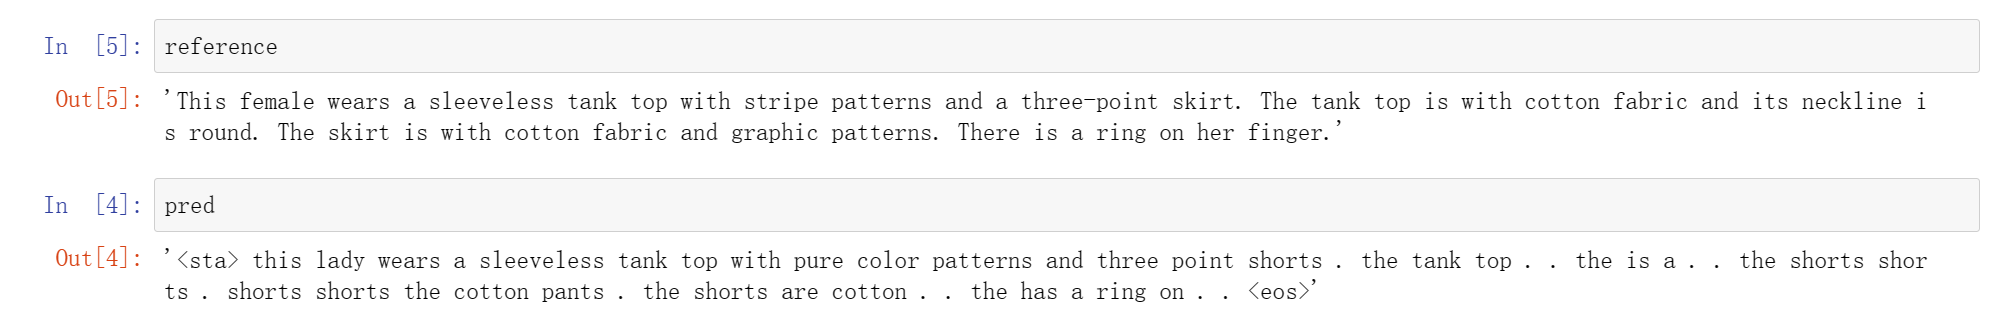 In [5]: reference
Out[5]: 'This female wears a sleeveless tank top with stripe patterns and a three-point skirt. The tank top is with cotton fabric and its neckline i
s round. The skirt is with cotton fabric and graphic patterns. There is a ring on her finger.'
In [4]: pred
Out[4]: '<sta> this lady wears a sleeveless tank top with pure color patterns and three point shorts . the tank top . . the is a . . the shorts shor
ts . shorts shorts the cotton pants . the shorts are cotton . . the has a ring on . . <eos>'